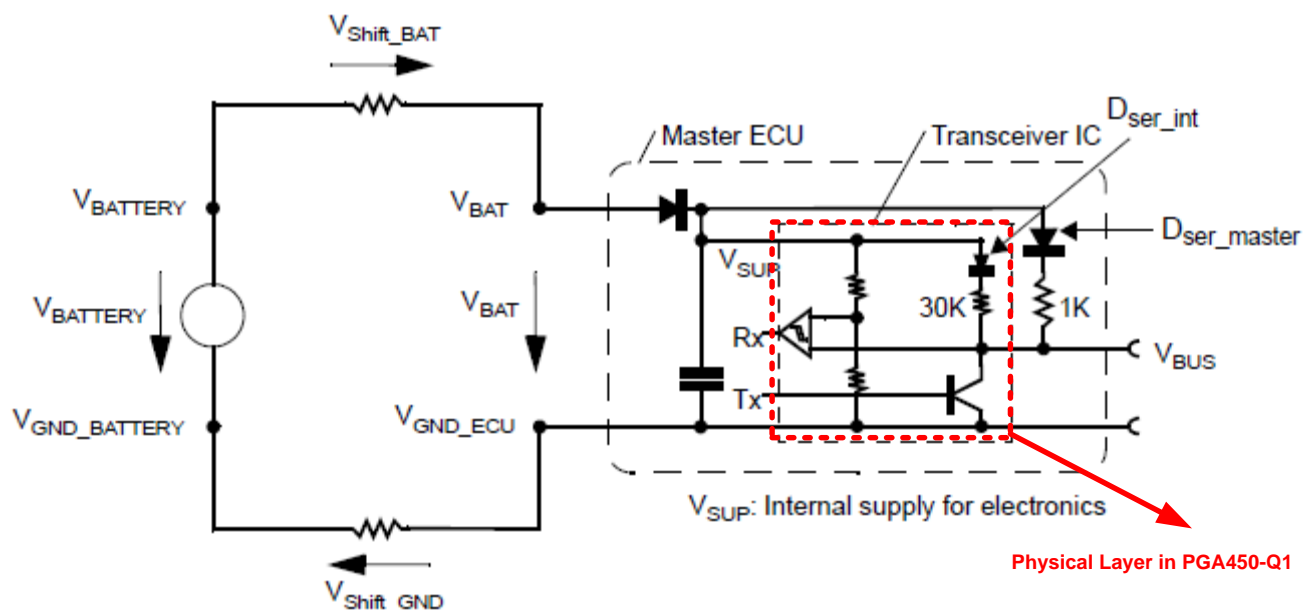 VShift_BAT
Dser_int
Master ECU
Transceiver IC
VBATTERY
VBAT
Dser_master
VSUP
VBATTERY
VBAT
30K
1K
Rx
VBUS
Tx
VGND_BATTERY
VGND_ECU
VSUP: Internal supply for electronics
Physical Layer in PGA450-Q1
VShift_GND